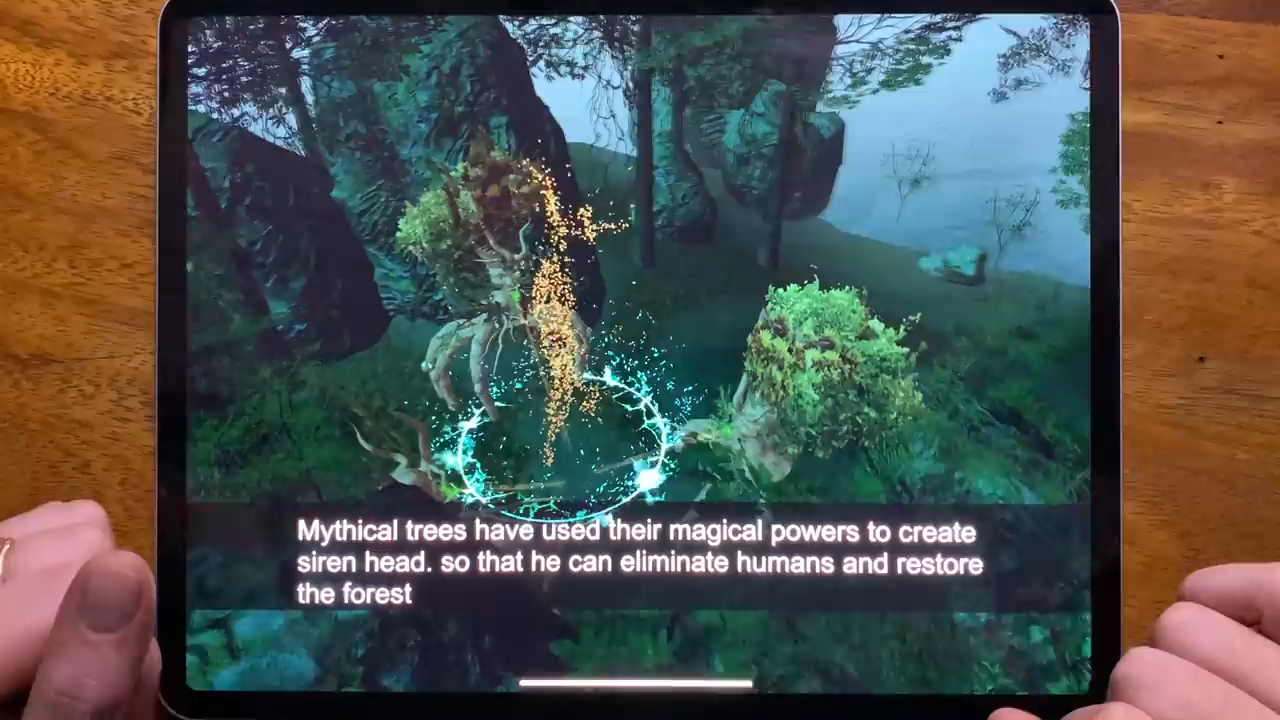 Mythical trees have used their magical powers to create
siren head. so that he can eliminate humans and restore
the forest